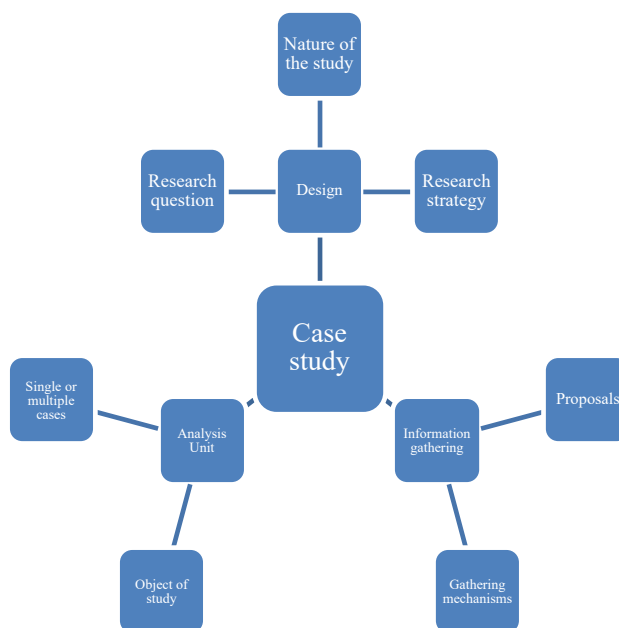 Nature of
the study
Research
question
Design
Research
strategy
Case
study
Single or
multiple
cases
Analysis
Unit
Information
gathering
Proposals
Object of
study
Gathering
mechanisms